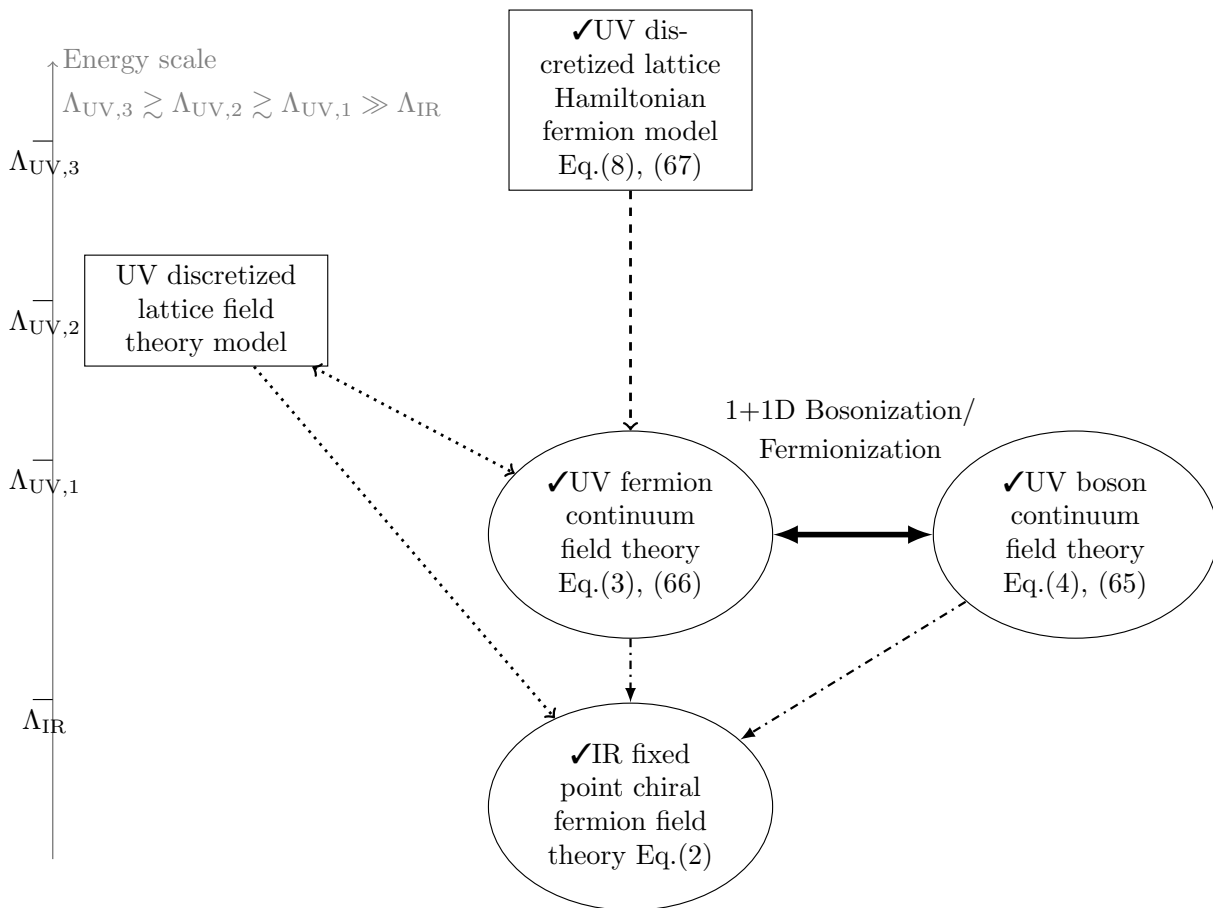 Energy scale
Λ_UV,3 ≳ Λ_UV,2 ≳ Λ_UV,1 ≫ Λ_IR
Λ_UV,3
Λ_UV,2
Λ_UV,1
Λ_IR
✓UV dis-
cretized lattice
Hamiltonian
fermion model
Eq.(8), (67)
UV discretized
lattice field
theory model
1+1D Bosonization/
Fermionization
✓UV fermion
continuum
field theory
Eq.(3), (66)
✓UV boson
continuum
field theory
Eq.(4), (65)
✓IR fixed
point chiral
fermion field
theory Eq.(2)